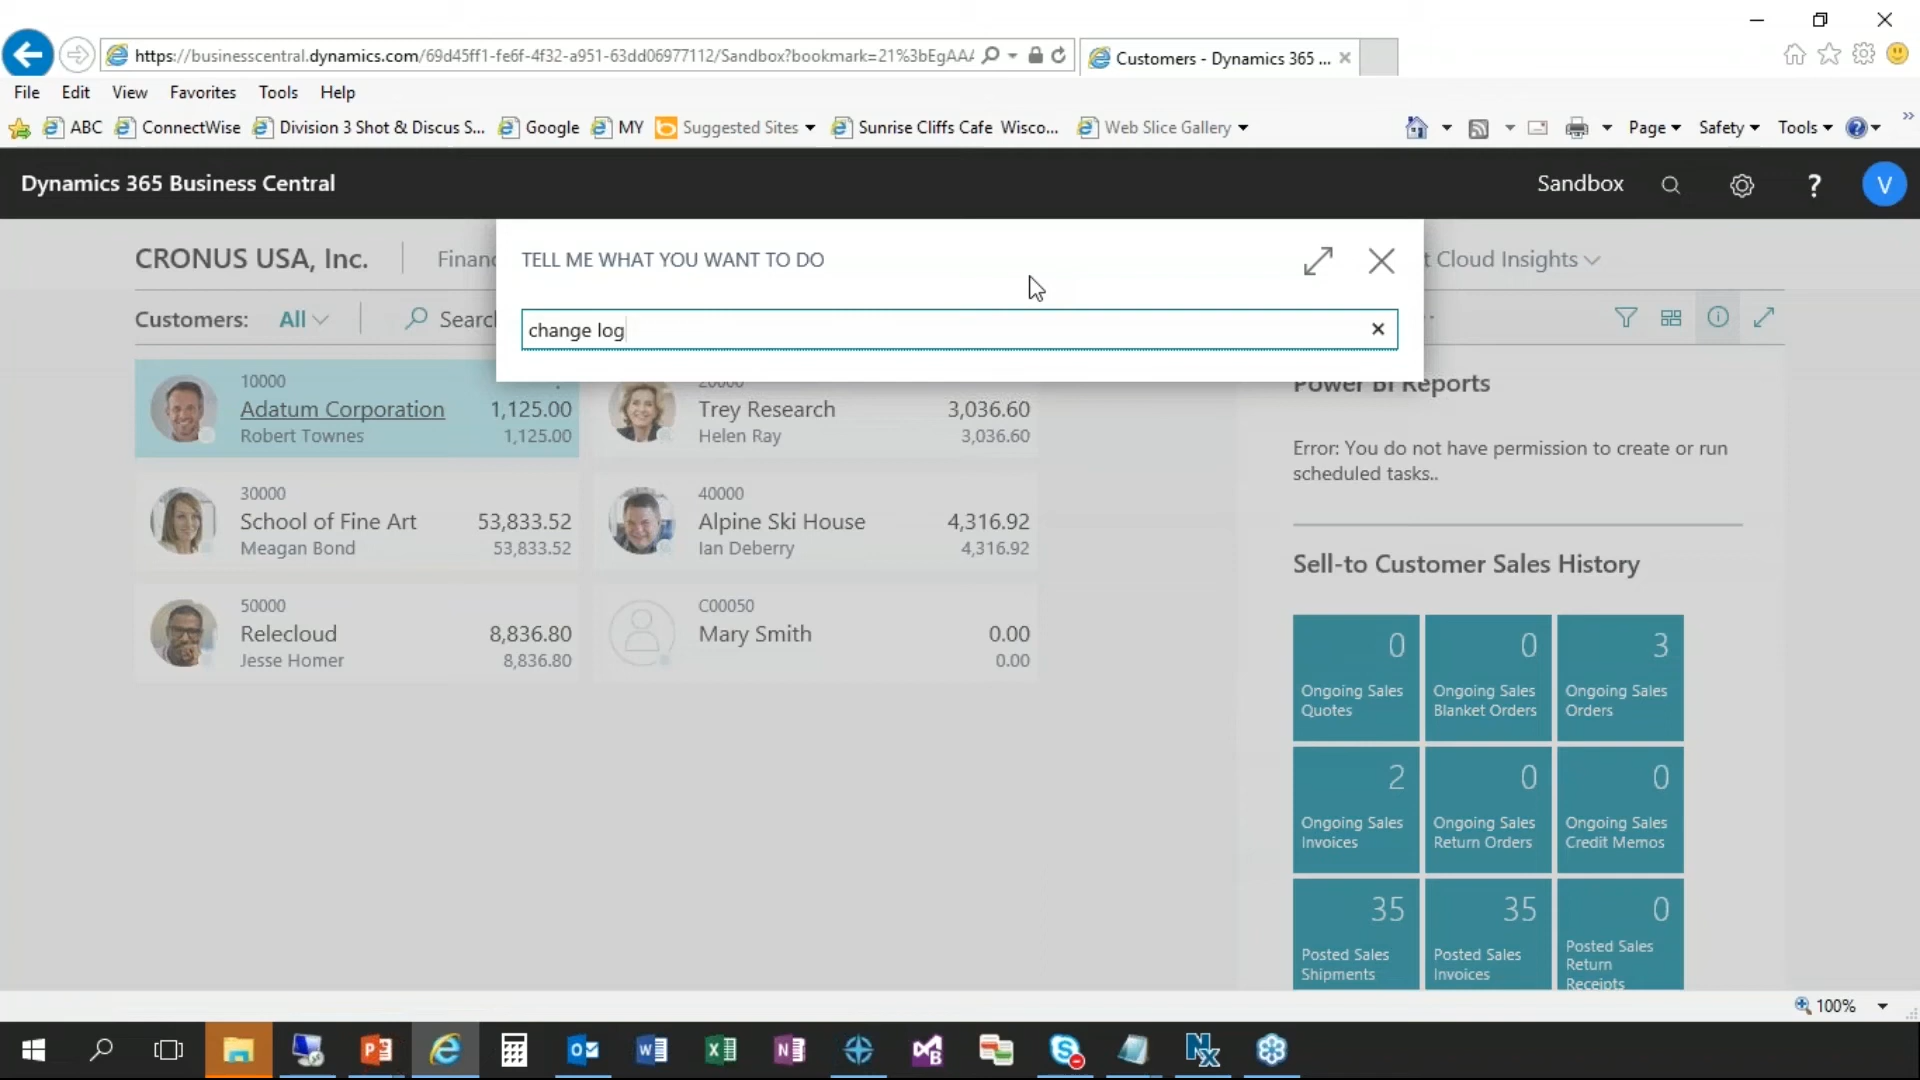 https://businesscentral.dynamics.com/69d45ff1-fe6f-4f32-a951-63dd06977112/Sandbox?bookmark=21%3bEgAAA
Customers - Dynamics 365 ...
File Edit View Favorites Tools Help
ABC ConnectWise Division 3 Shot & Discus S... Google MY Suggested Sites Sunrise Cliffs Cafe Wisco... Web Slice Gallery Page Safety Tools
Dynamics 365 Business Central Sandbox ? V
CRONUS USA, Inc. Financ
TELL ME WHAT YOU WANT TO DO
t Cloud Insights
Customers: All Search
change log
10000
Adatum Corporation 1,125.00
Robert Townes 1,125.00
20000
Trey Research 3,036.60
Helen Ray 3,036.60
30000
School of Fine Art 53,833.52
Meagan Bond 53,833.52
40000
Alpine Ski House 4,316.92
Ian Deberry 4,316.92
50000
Relecloud 8,836.80
Jesse Homer 8,836.80
C00050
Mary Smith 0.00
0.00
Power BI Reports
Error: You do not have permission to create or run
scheduled tasks..
Sell-to Customer Sales History
0
Ongoing Sales
Quotes
0
Ongoing Sales
Blanket Orders
3
Ongoing Sales
Orders
2
Ongoing Sales
Invoices
0
Ongoing Sales
Return Orders
0
Ongoing Sales
Credit Memos
35
Posted Sales
Shipments
35
Posted Sales
Invoices
0
Posted Sales
Return
Receipts
100%